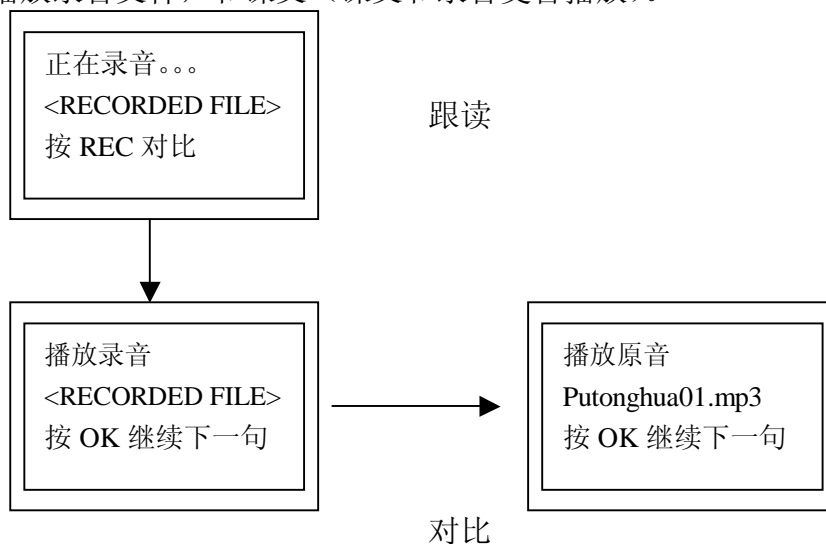 正在录音。。。
<RECORDED FILE>
按 REC 对比
跟读
播放录音
<RECORDED FILE>
按 OK 继续下一句
播放原音
Putonghua01.mp3
按 OK 继续下一句
对比